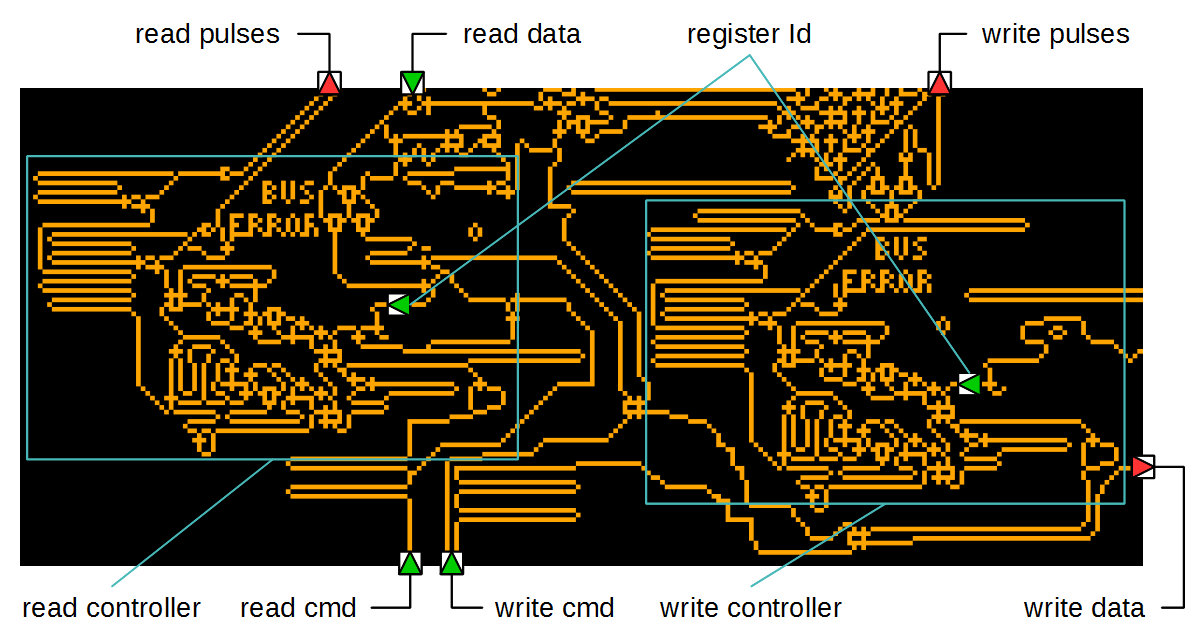 read pulses
read data
register Id
write pulses
BUS
ERROR
BUS
ERROR
read controller
read cmd
write cmd
write controller
write data